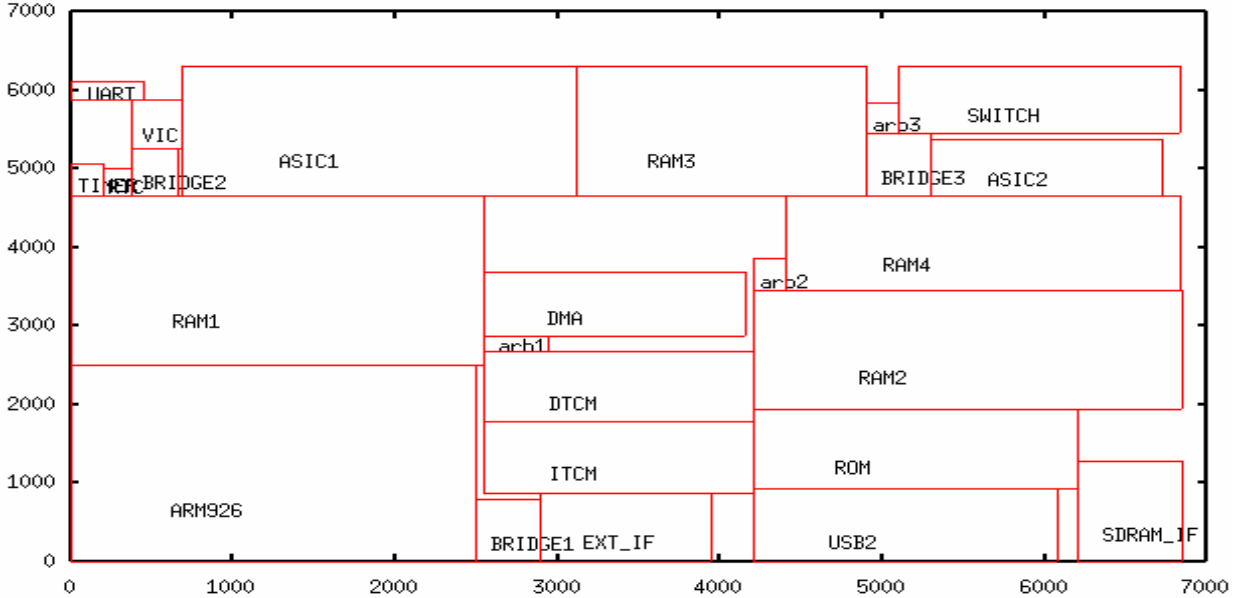 7000
6000
5000
4000
3000
2000
1000
0
UART
VIC
BRIDGE2
ASIC1
RAM3
arb3
SWITCH
BRIDGE3
ASIC2
RAM1
DMA
arb1
arb2
RAM4
RAM2
DTCM
ITCM
ROM
ARM926
BRIDGE1
EXT_IF
USB2
SDRAM_IF
0 1000 2000 3000 4000 5000 6000 7000